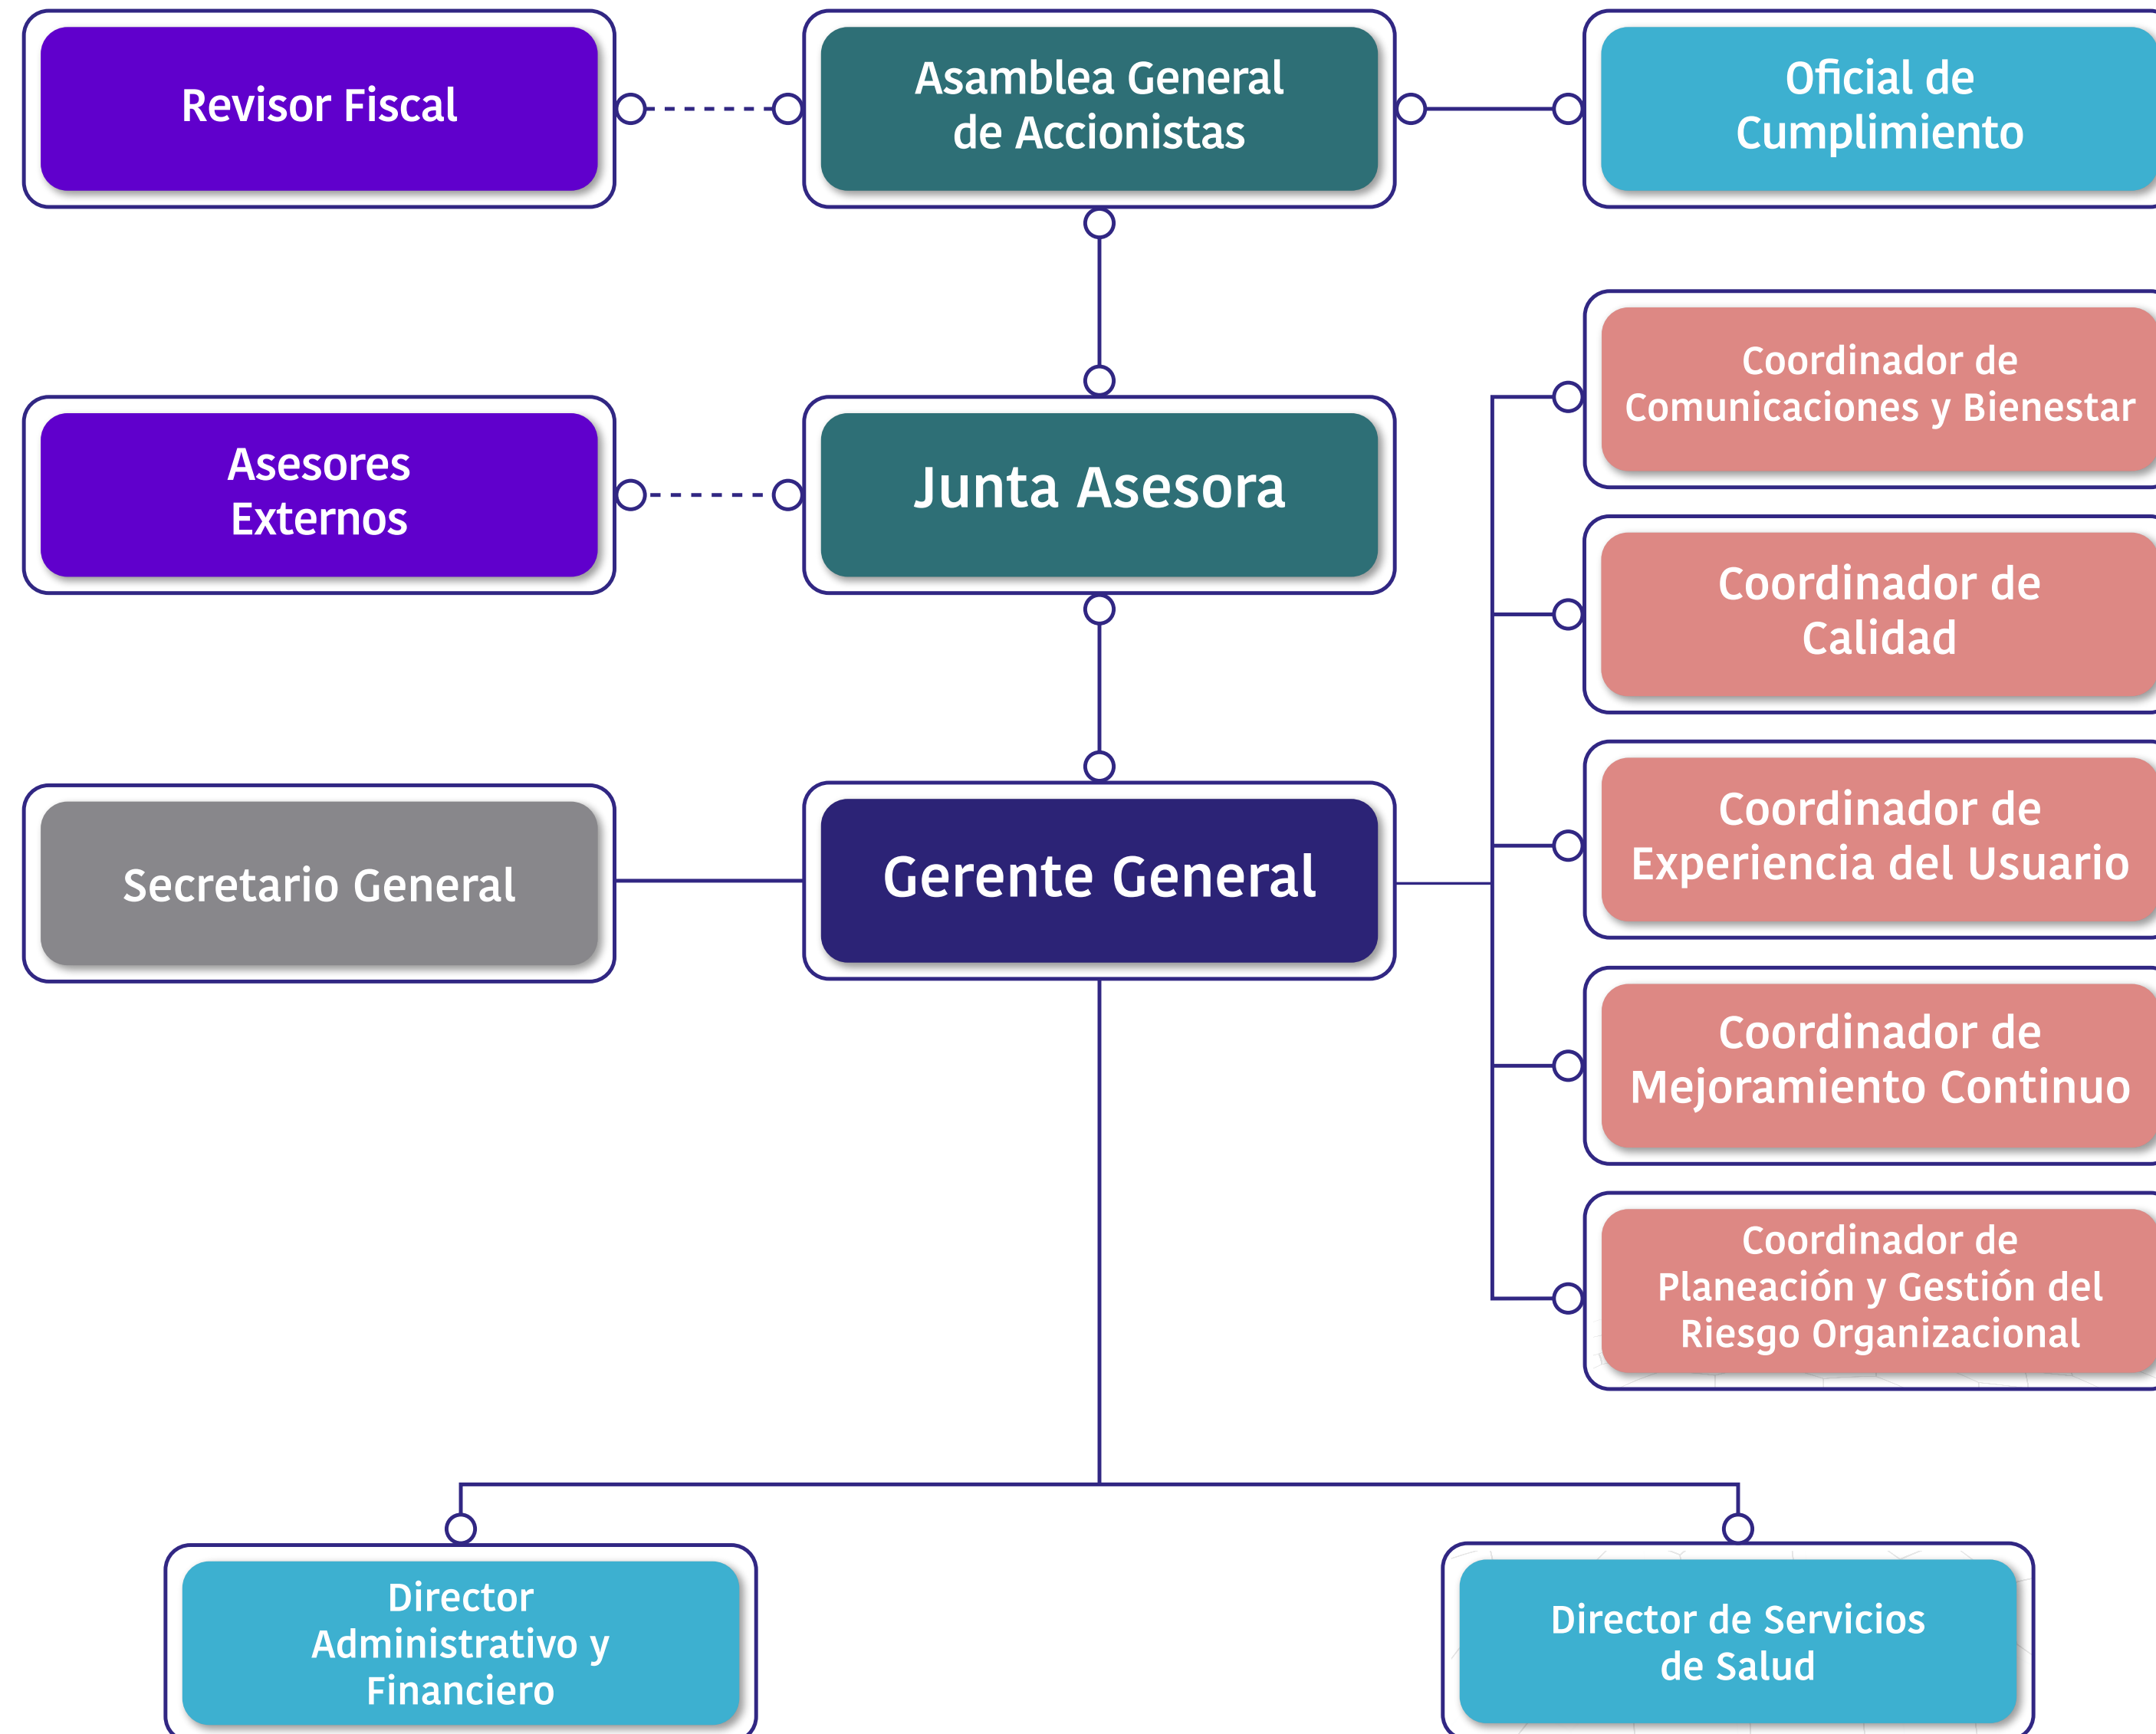 Revisor Fiscal
Asamblea General
de Accionistas
Oficial de
Cumplimiento
Coordinador de
Comunicaciones y Bienestar
Asesores
Externos
Junta Asesora
Coordinador de
Calidad
Secretario General
Gerente General
Coordinador de
Experiencia del Usuario
Coordinador de
Mejoramiento Continuo
Coordinador de
Planeación y Gestión del
Riesgo Organizacional
Director
Administrativo y
Financiero
Director de Servicios
de Salud